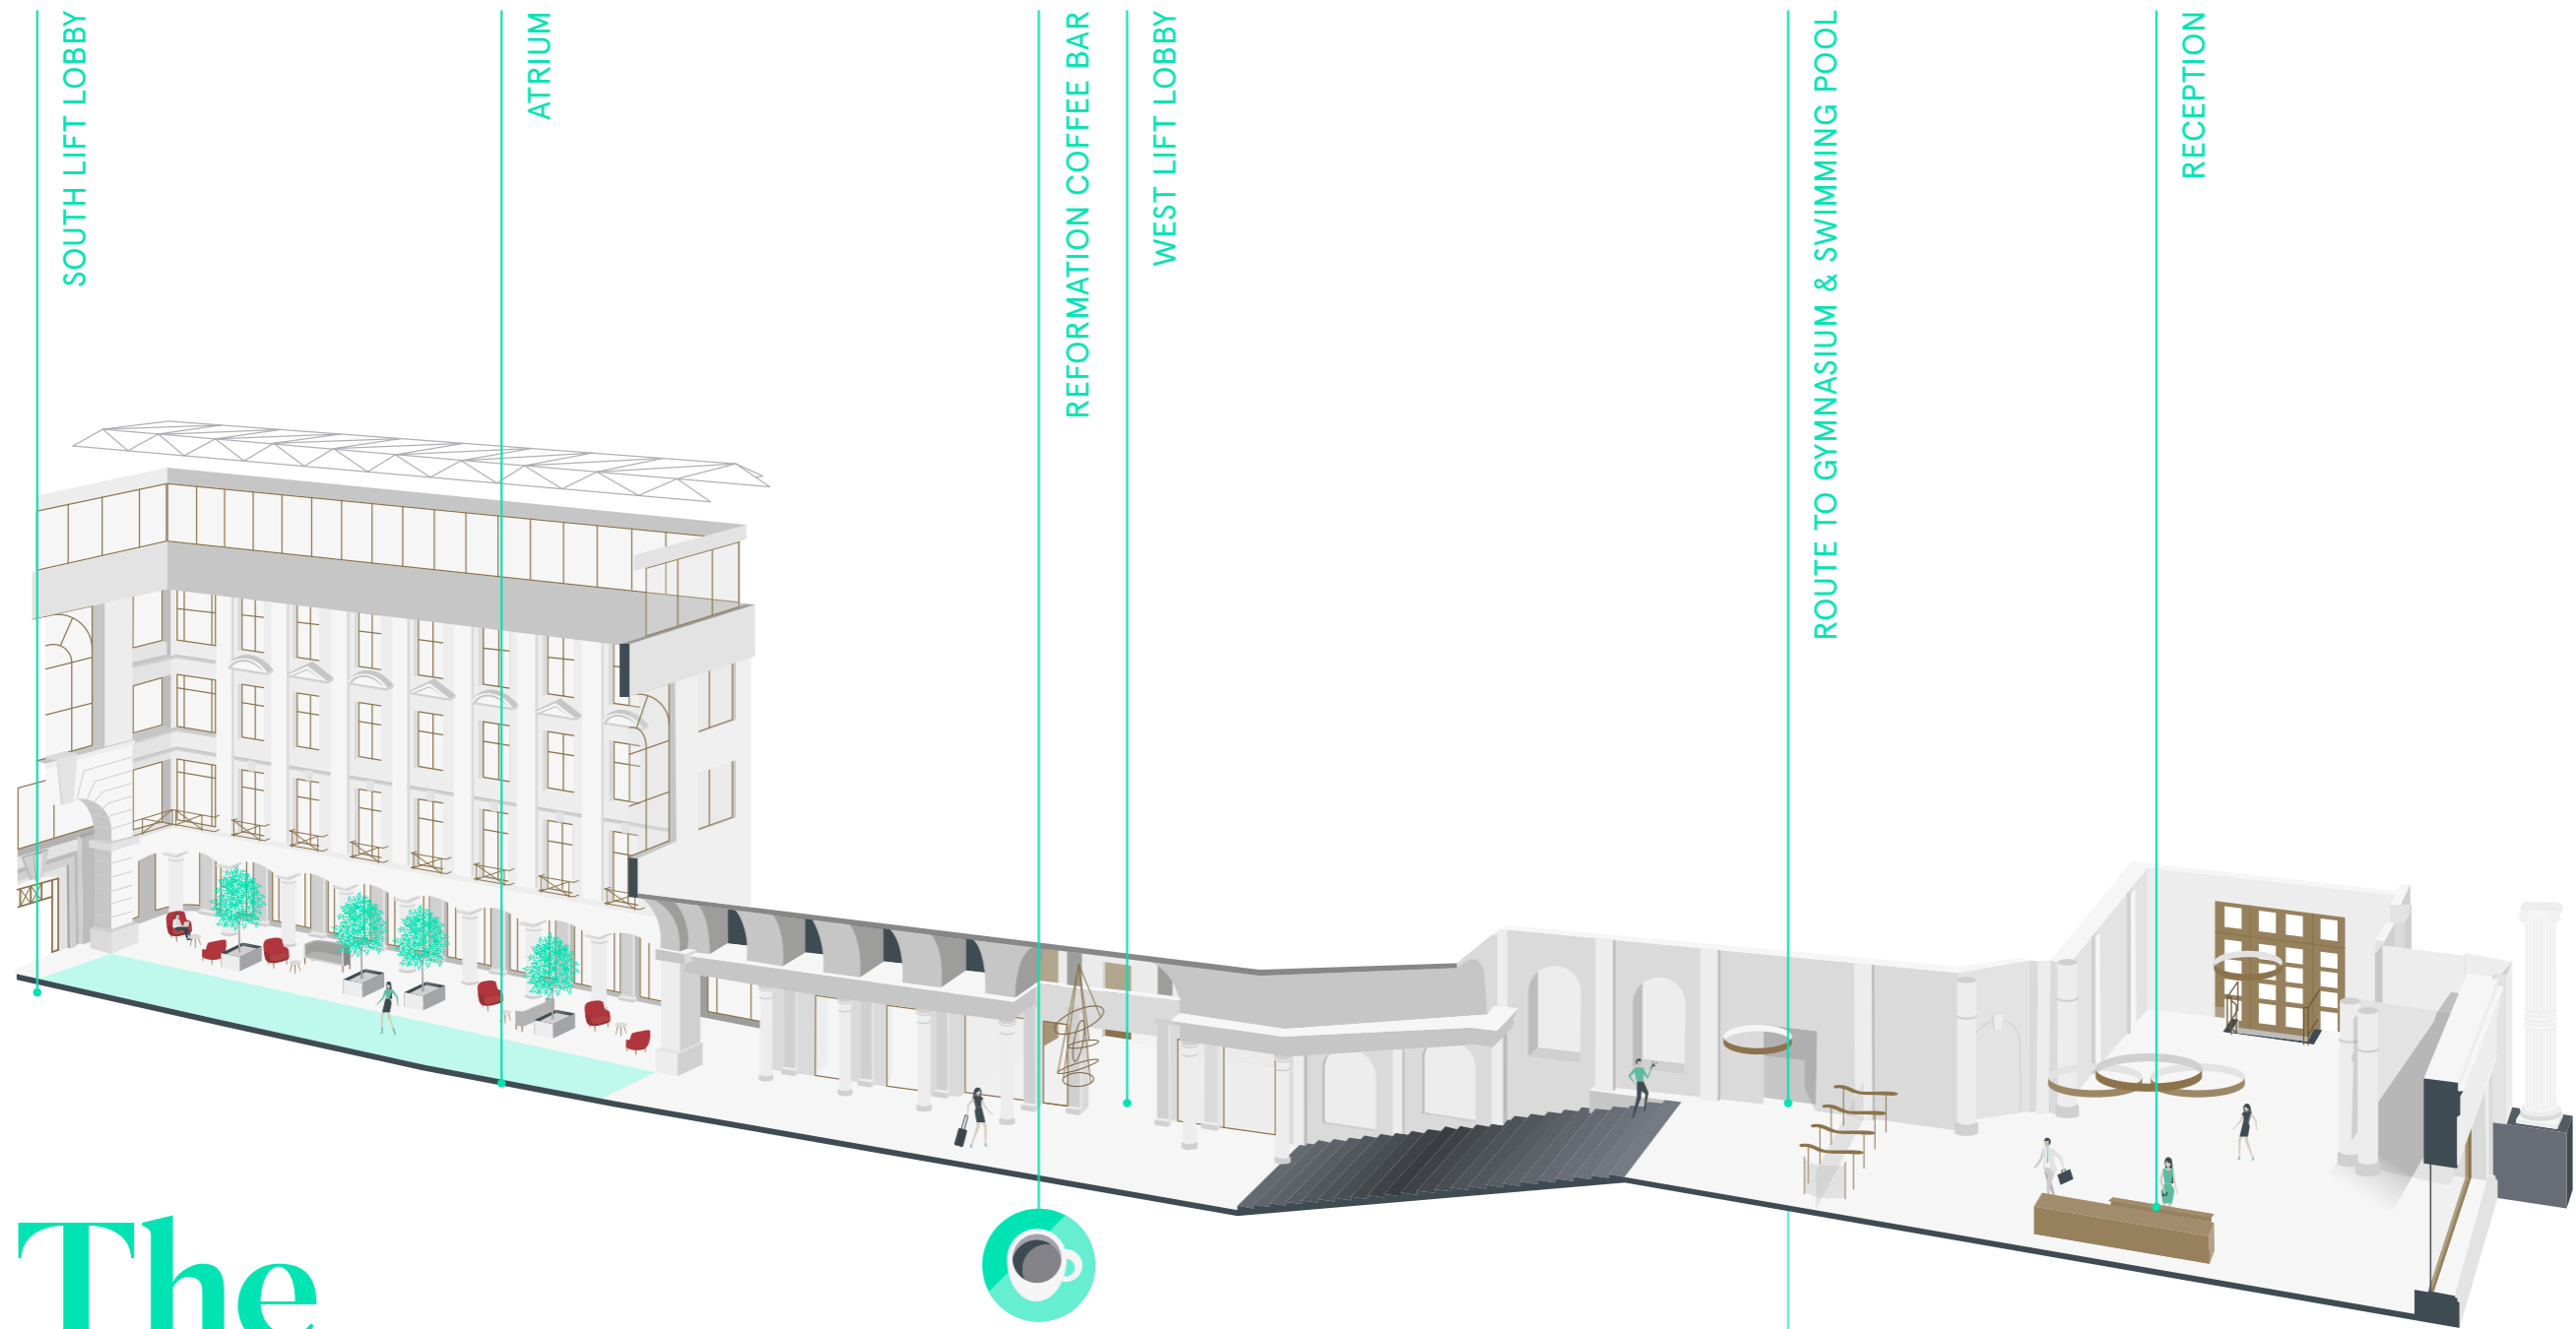 SOUTH LIFT LOBBY
ATRIUM
REFORMATION COFFEE BAR
WEST LIFT LOBBY
ROUTE TO GYMNASIUM & SWIMMING POOL
RECEPTION
The